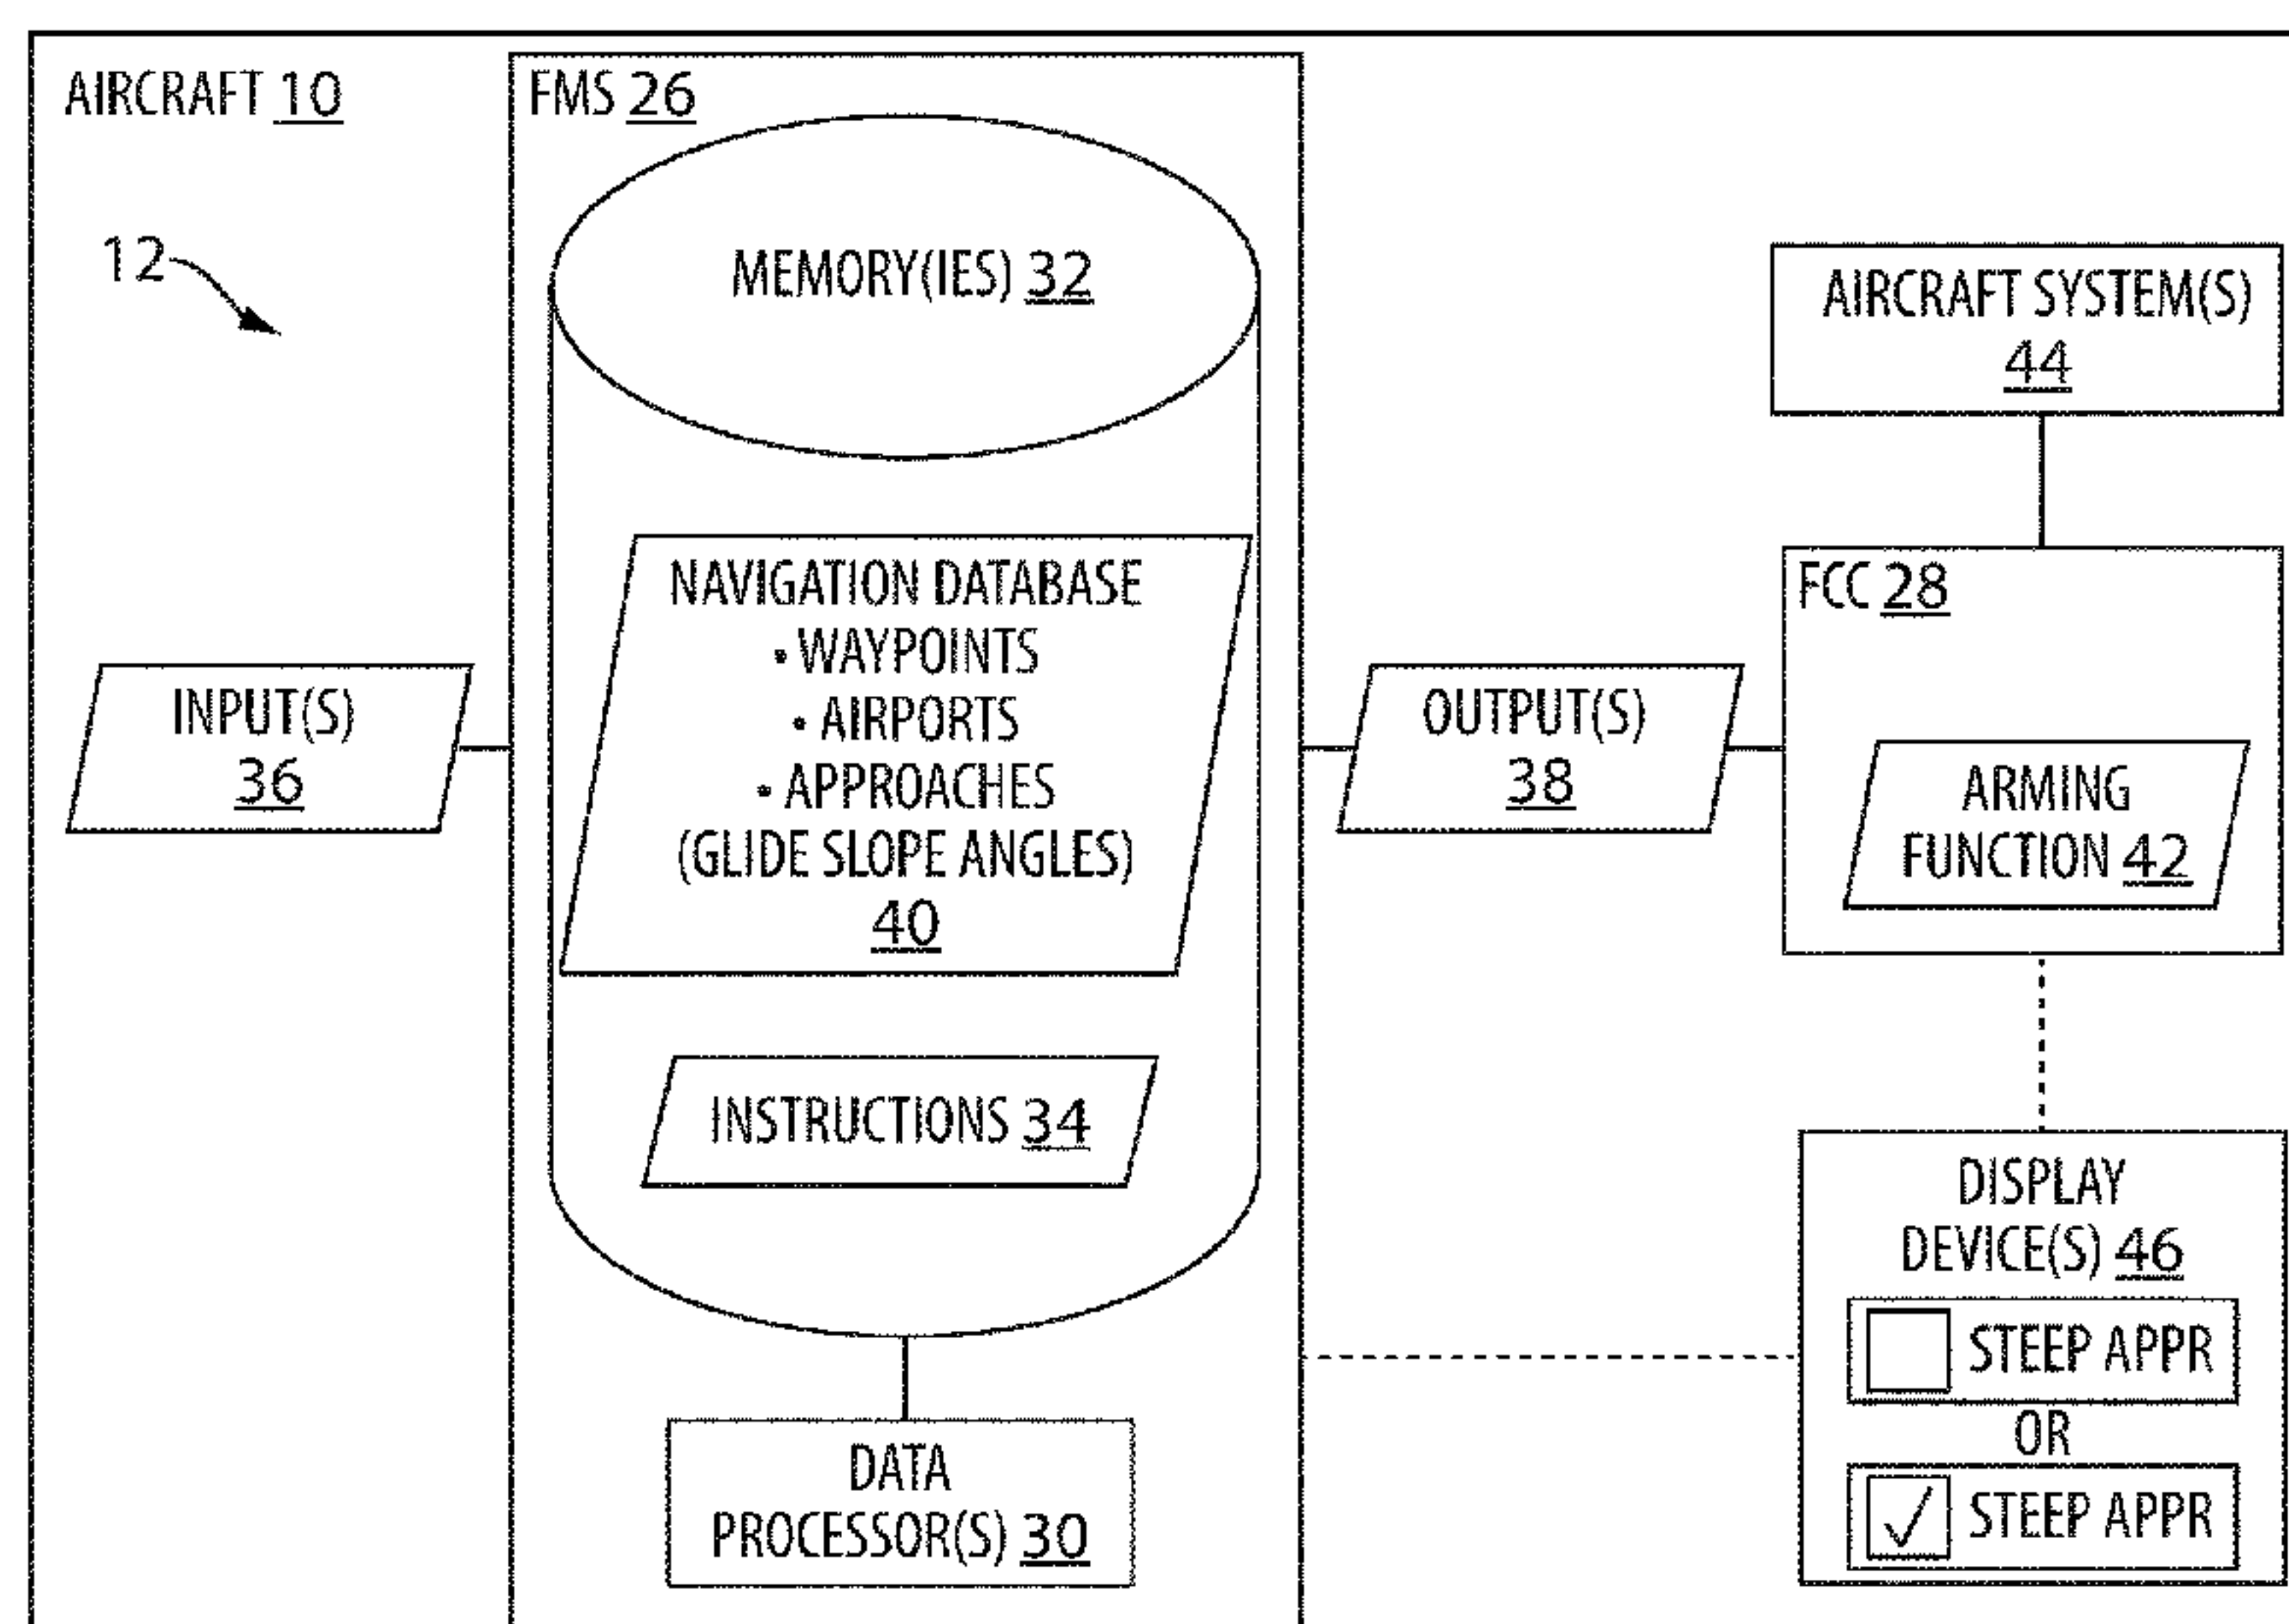 AIRCRAFT 10
12
FMS 26
MEMORY(IES) 32
NAVIGATION DATABASE
• WAYPOINTS
• AIRPORTS
• APPROACHES
(GLIDE SLOPE ANGLES)
40
INSTRUCTIONS 34
DATA
PROCESSOR(S) 30
INPUT(S)
36
OUTPUT(S)
38
AIRCRAFT SYSTEM(S)
44
FCC 28
ARMING
FUNCTION 42
DISPLAY
DEVICE(S) 46
STEEP APPR
OR
STEEP APPR